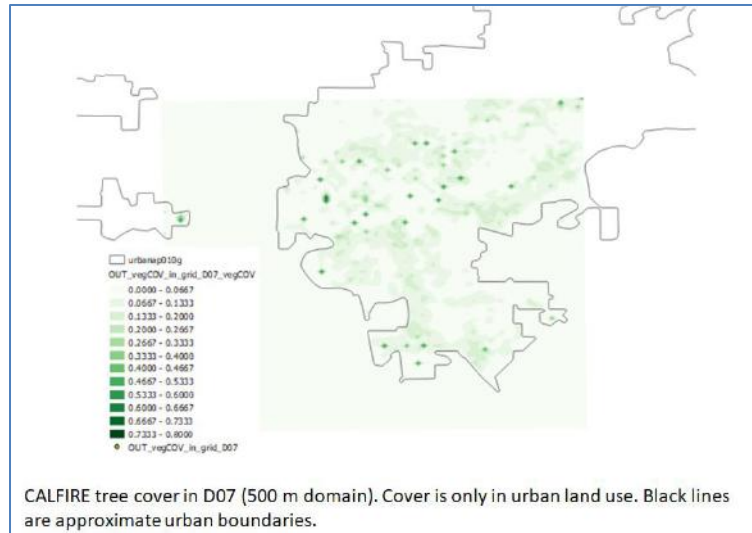 urbanap010g
OUT_vegCOV_in_grid_D07_vegCOV
0.0000 - 0.0667
0.0667 - 0.1333
0.1333 - 0.2000
0.2000 - 0.2667
0.2667 - 0.3333
0.3333 - 0.4000
0.4000 - 0.4667
0.4667 - 0.5333
0.5333 - 0.6000
0.6000 - 0.6667
0.6667 - 0.7333
0.7333 - 0.8000
OUT_vegCOV_in_grid_D07
CALFIRE tree cover in D07 (500 m domain). Cover is only in urban land use. Black lines
are approximate urban boundaries.